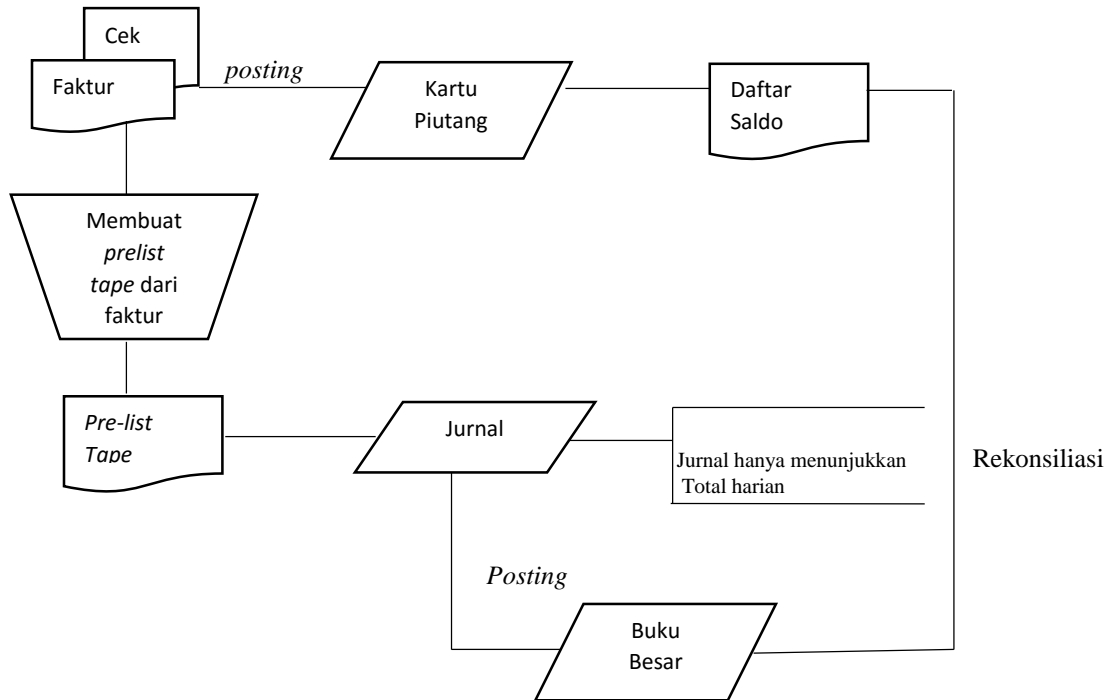 Cek
Faktur
posting
Kartu
Piutang
Daftar
Saldo
Membuat
prelist
tape dari
faktur
Pre-list
Tape
Jurnal
Jurnal hanya menunjukkan
Total harian
Rekonsiliasi
Posting
Buku
Besar